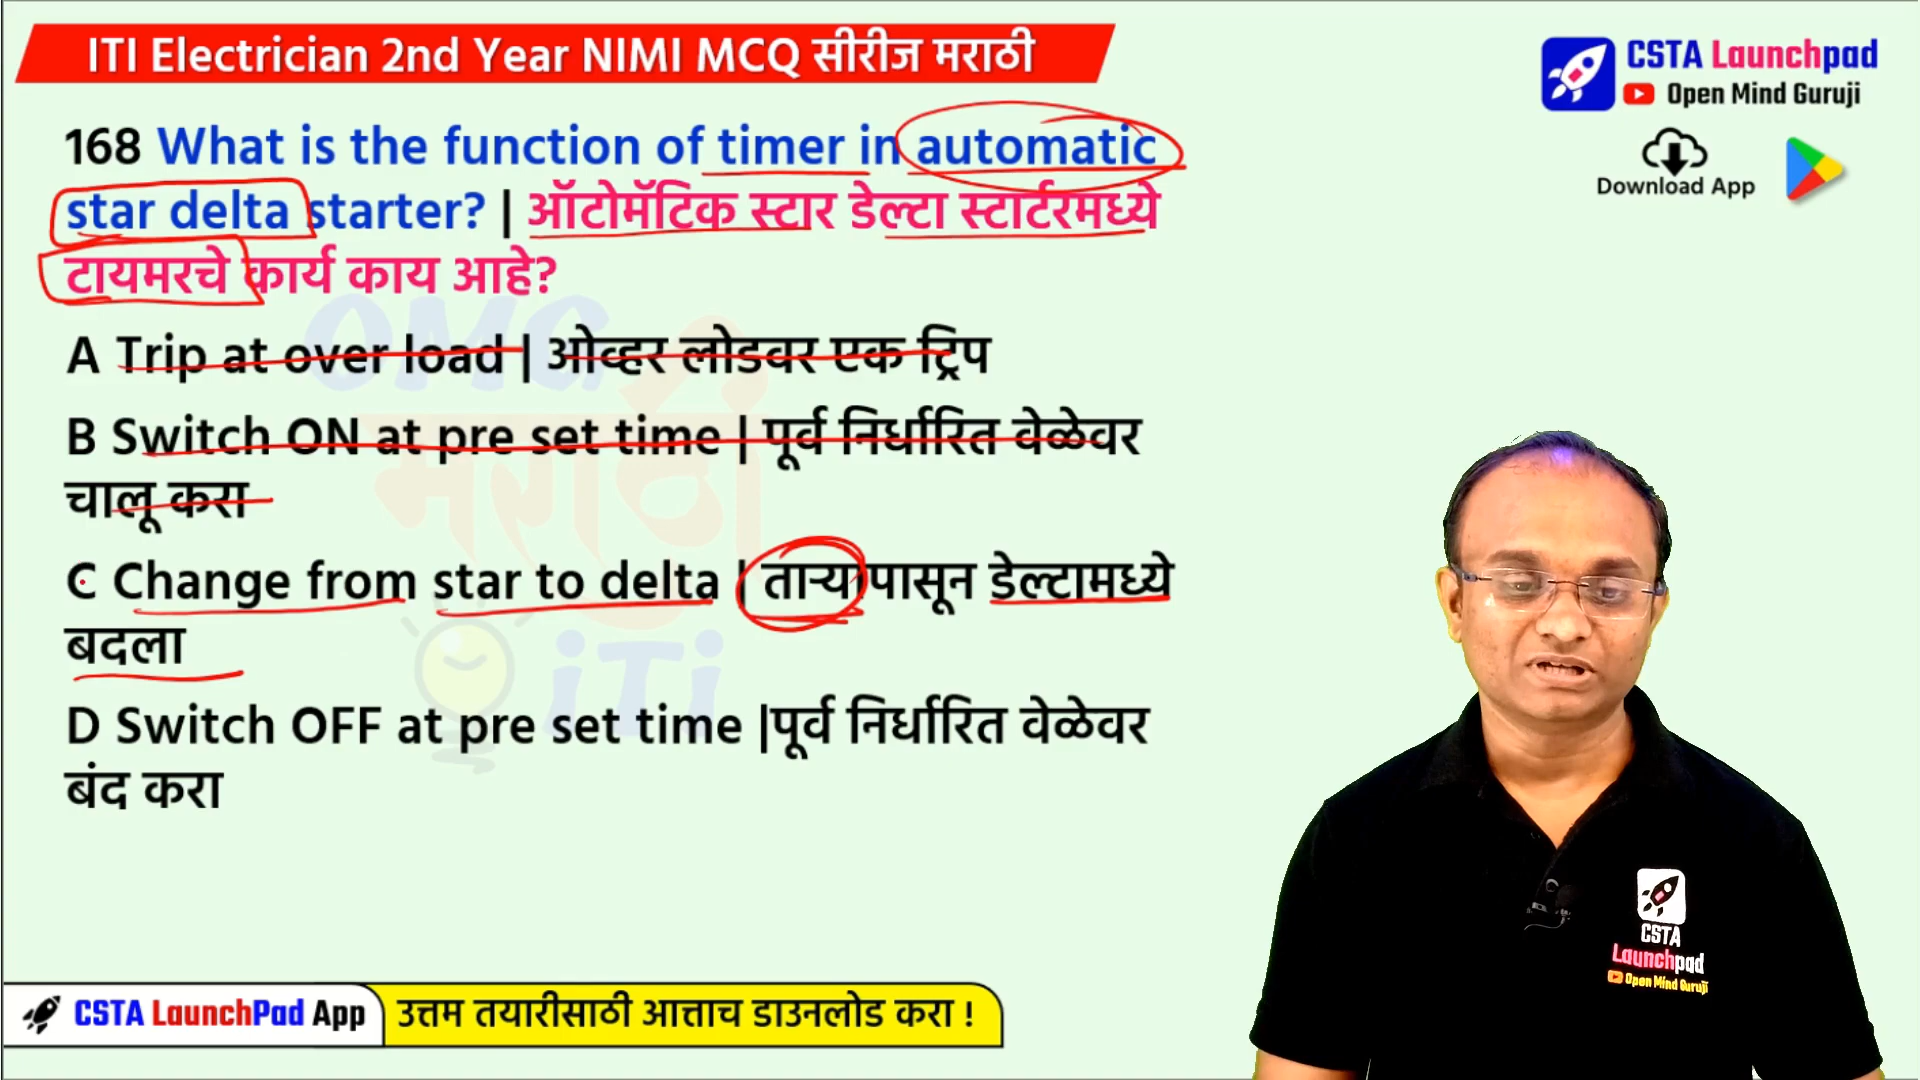 ITI Electrician 2nd Year NIMI MCQ सीरीज मराठी
CSTA Launchpad
Open Mind Guruji
Download App
168 What is the function of timer in automatic
star delta starter? | ऑटोमॅटिक स्टार डेल्टा स्टार्टरमध्ये
टायमरचे कार्य काय आहे?
A Trip at over load | ओव्हर लोडवर एक ट्रिप
B Switch ON at pre set time | पूर्व निर्धारित वेळेवर
चालू करा
C Change from star to delta | ताऱ्यापासून डेल्टामध्ये
बदला
D Switch OFF at pre set time |पूर्व निर्धारित वेळेवर
बंद करा
OMG
मराठी
iTi
CSTA
Launchpad
Open Mind Guruji
CSTA LaunchPad App
उत्तम तयारीसाठी आत्ताच डाउनलोड करा !